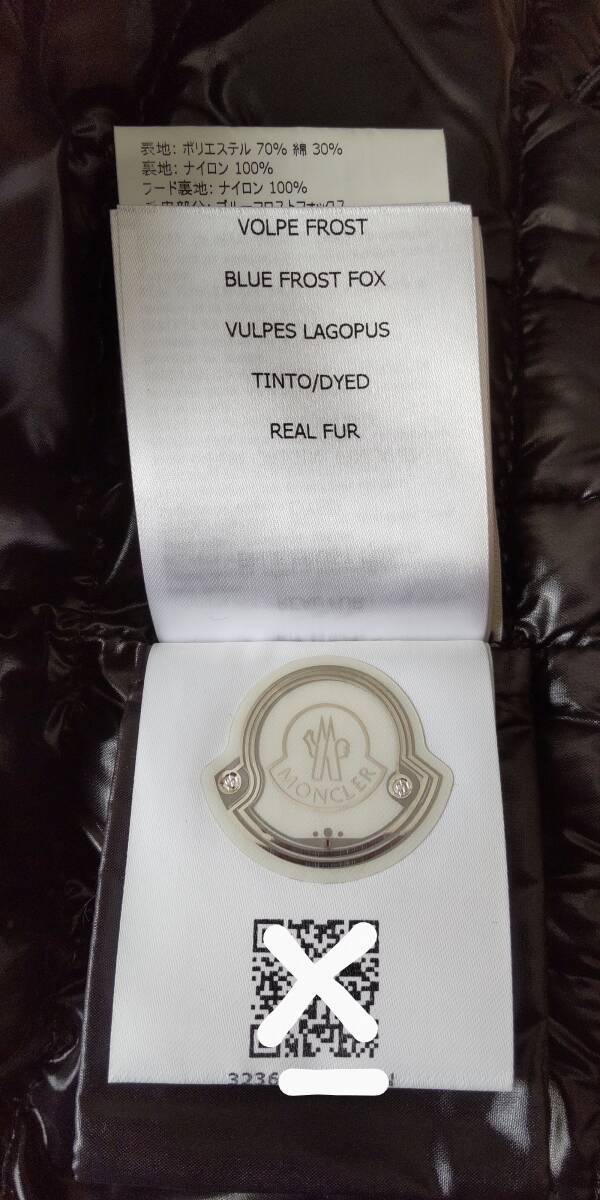 表地: ポリエステル 70% 綿 30%
裏地: ナイロン 100%
フード裏地: ナイロン 100%
VOLPE FROST
BLUE FROST FOX
VULPES LAGOPUS
TINTO/DYED
REAL FUR
MONCLER
3236